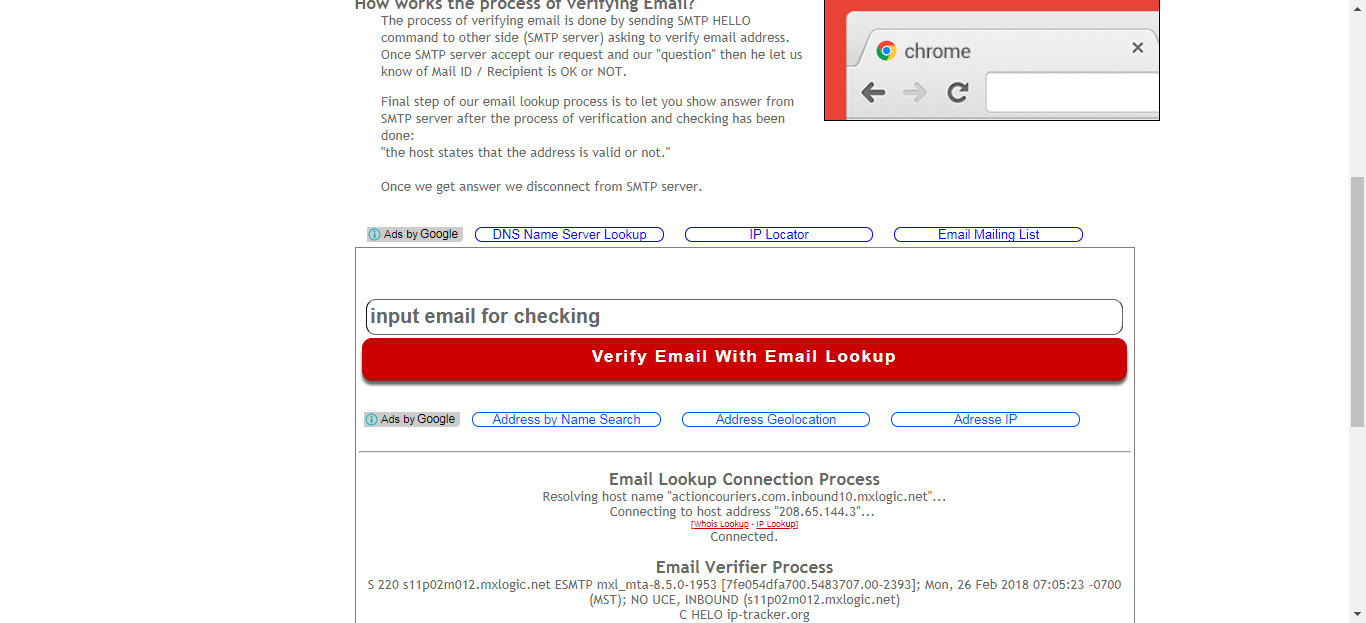 How works the process of verifying Email?
The process of verifying email is done by sending SMTP HELLO
command to other side (SMTP server) asking to verify email address.
Once SMTP server accept our request and our "question" then he let us
know of Mail ID / Recipient is OK or NOT.
Final step of our email lookup process is to let you show answer from
SMTP server after the process of verification and checking has been
done:
"the host states that the address is valid or not."
Once we get answer we disconnect from SMTP server.
chrome
Ads by Google
DNS Name Server Lookup
IP Locator
Email Mailing List
input email for checking
Verify Email With Email Lookup
Ads by Google
Address by Name Search
Address Geolocation
Adresse IP
Email Lookup Connection Process
Resolving host name "actioncouriers.com.inbound10.mxlogic.net"...
Connecting to host address "208.65.144.3"...
[Whois Lookup - IP Lookup]
Connected.
Email Verifier Process
S 220 s11p02m012.mxlogic.net ESMTP mxl_mta-8.5.0-1953 [7fe054dfa700.5483707.00-2393]; Mon, 26 Feb 2018 07:05:23 -0700
(MST); NO UCE, INBOUND (s11p02m012.mxlogic.net)
C HELO ip-tracker.org